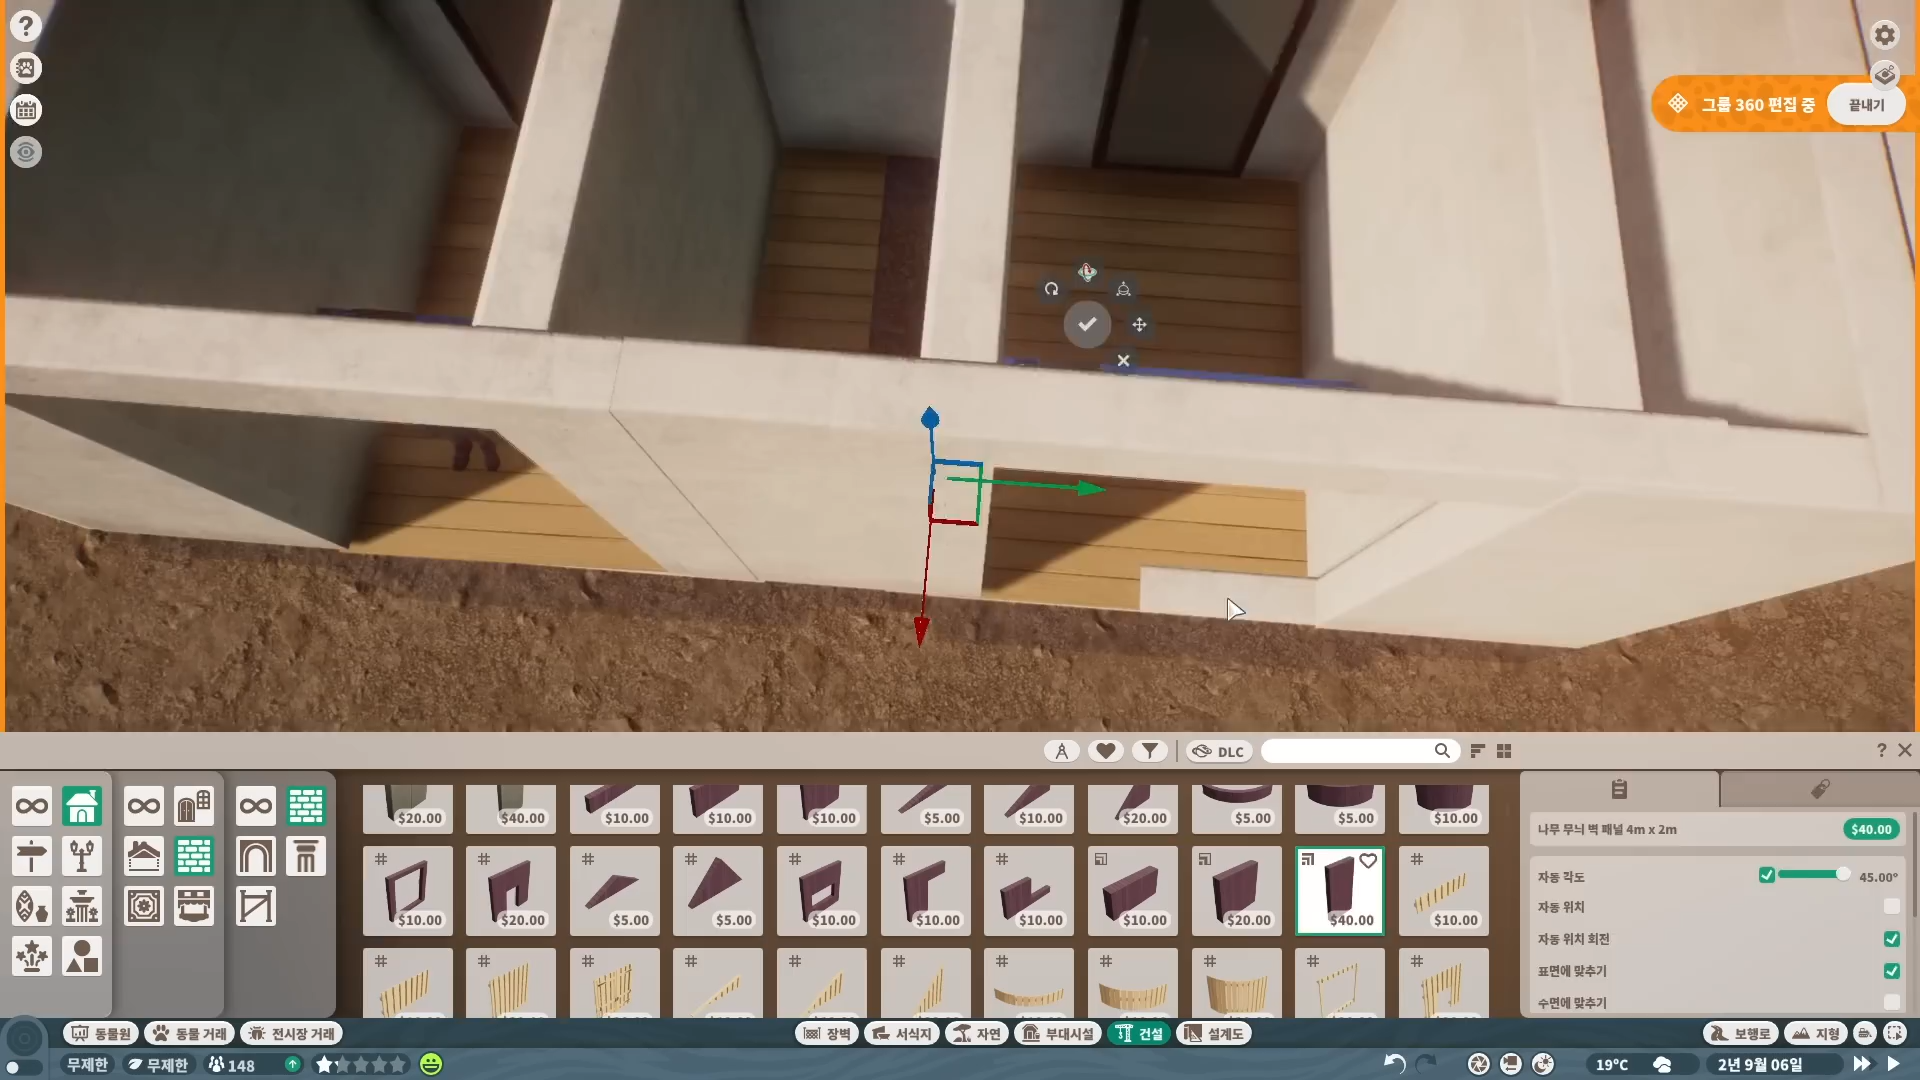 ?
그룹 360 편집 중
끝내기
DLC
?
$20.00
$40.00
$10.00
$10.00
$10.00
$5.00
$10.00
$20.00
$5.00
$5.00
$10.00
$10.00
$20.00
$5.00
$5.00
$10.00
$10.00
$10.00
$10.00
$20.00
$40.00
$10.00
나무 무늬 벽 패널 4m x 2m
$40.00
자동 각도
45.00°
자동 위치
자동 위치 회전
표면에 맞추기
수면에 맞추기
동물원
동물 거래
전시장 거래
장벽
서식지
자연
부대시설
건설
설계도
보행로
지형
무제한
무제한
148
19°C
2년 9월 06일